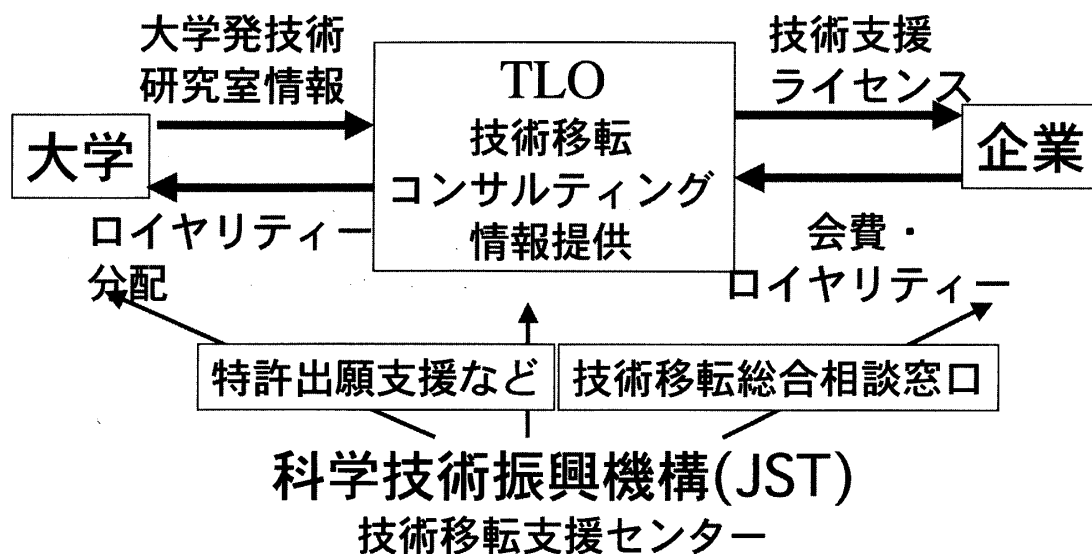 大学発技術
研究室情報
大学
ロイヤリティー
分配
TLO
技術移転
コンサルティング
情報提供
技術支援
ライセンス
企業
会費・
ロイヤリティー
特許出願支援など
技術移転総合相談窓口
科学技術振興機構(JST)
技術移転支援センター